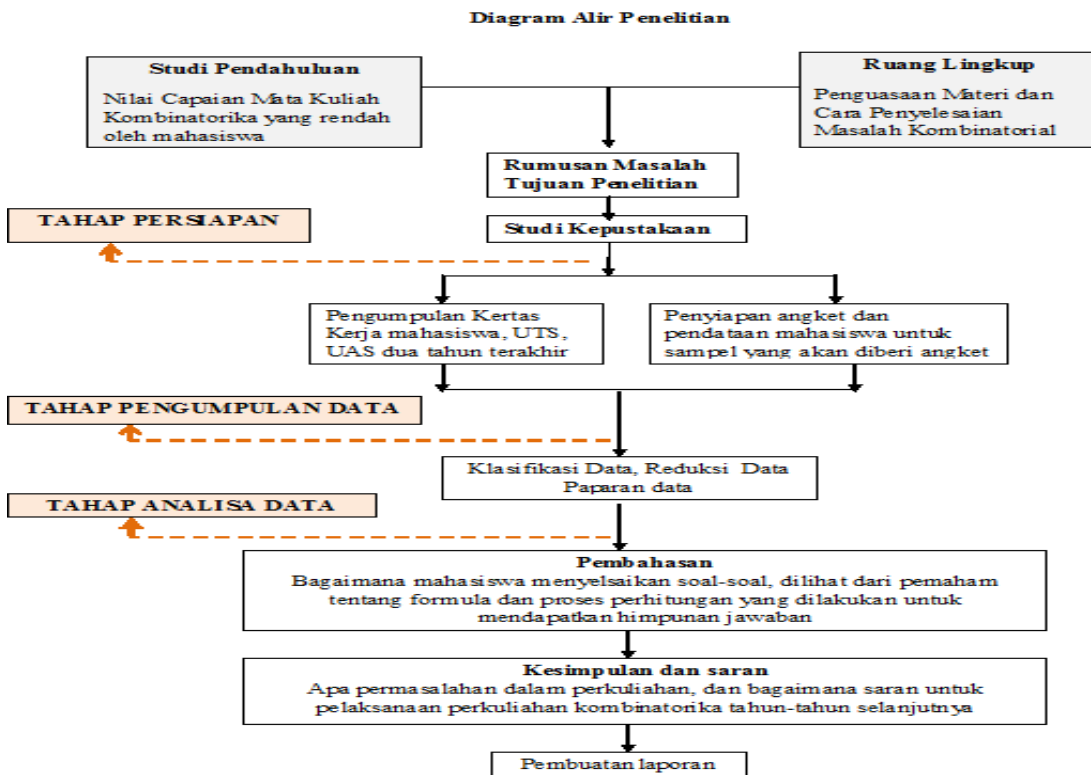 Diagram Alir Penelitian
Studi Pendahuluan
Nilai Capaian Mata Kuliah
Kombinatorika yang rendah
oleh mahasiswa
Ruang Lingkup
Penguasaan Materi dan
Cara Penyelesaian
Masalah Kombinatorial
Rumusan Masalah
Tujuan Penelitian
TAHAP PERSIAPAN
Studi Kepustakaan
Pengumpulan Kertas
Kerja mahasiswa, UTS,
UAS dua tahun terakhir
Penyiapan angket dan
pendataan mahasiswa untuk
sampel yang akan diberi angket
TAHAP PENGUMPULAN DATA
Klasifikasi Data, Reduksi Data
Paparan data
TAHAP ANALISA DATA
Pembahasan
Bagaimana mahasiswa menyelsaikan soal-soal, dilihat dari pemaham
tentang formula dan proses perhitungan yang dilakukan untuk
mendapatkan himpunan jawaban
Kesimpulan dan saran
Apa permasalahan dalam perkuliahan, dan bagaimana saran untuk
pelaksanaan perkuliahan kombinatorika tahun-tahun selanjutnya
Pembuatan laporan